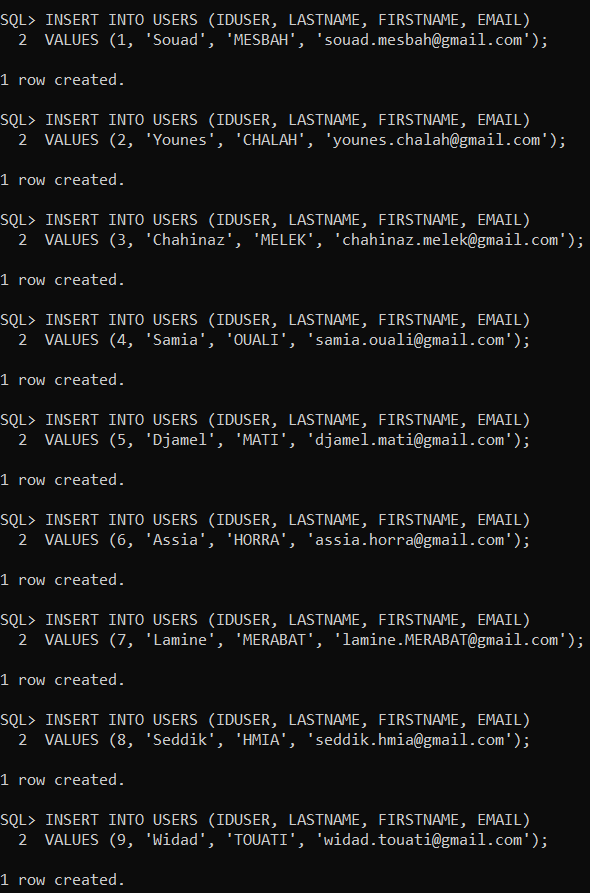 SQL> INSERT INTO USERS (IDUSER, LASTNAME, FIRSTNAME, EMAIL)
2 VALUES (1, 'Souad', 'MESBAH', 'souad.mesbah@gmail.com');
1 row created.
SQL> INSERT INTO USERS (IDUSER, LASTNAME, FIRSTNAME, EMAIL)
2 VALUES (2, 'Younes', 'CHALAH', 'younes.chalah@gmail.com');
1 row created.
SQL> INSERT INTO USERS (IDUSER, LASTNAME, FIRSTNAME, EMAIL)
2 VALUES (3, 'Chahinaz', 'MELEK', 'chahinaz.melek@gmail.com');
1 row created.
SQL> INSERT INTO USERS (IDUSER, LASTNAME, FIRSTNAME, EMAIL)
2 VALUES (4, 'Samia', 'OUALI', 'samia.ouali@gmail.com');
1 row created.
SQL> INSERT INTO USERS (IDUSER, LASTNAME, FIRSTNAME, EMAIL)
2 VALUES (5, 'Djamel', 'MATI', 'djamel.mati@gmail.com');
1 row created.
SQL> INSERT INTO USERS (IDUSER, LASTNAME, FIRSTNAME, EMAIL)
2 VALUES (6, 'Assia', 'HORRA', 'assia.horra@gmail.com');
1 row created.
SQL> INSERT INTO USERS (IDUSER, LASTNAME, FIRSTNAME, EMAIL)
2 VALUES (7, 'Lamine', 'MERABAT', 'lamine.MERABAT@gmail.com');
1 row created.
SQL> INSERT INTO USERS (IDUSER, LASTNAME, FIRSTNAME, EMAIL)
2 VALUES (8, 'Seddik', 'HMIA', 'seddik.hmia@gmail.com');
1 row created.
SQL> INSERT INTO USERS (IDUSER, LASTNAME, FIRSTNAME, EMAIL)
2 VALUES (9, 'Widad', 'TOUATI', 'widad.touati@gmail.com');
1 row created.